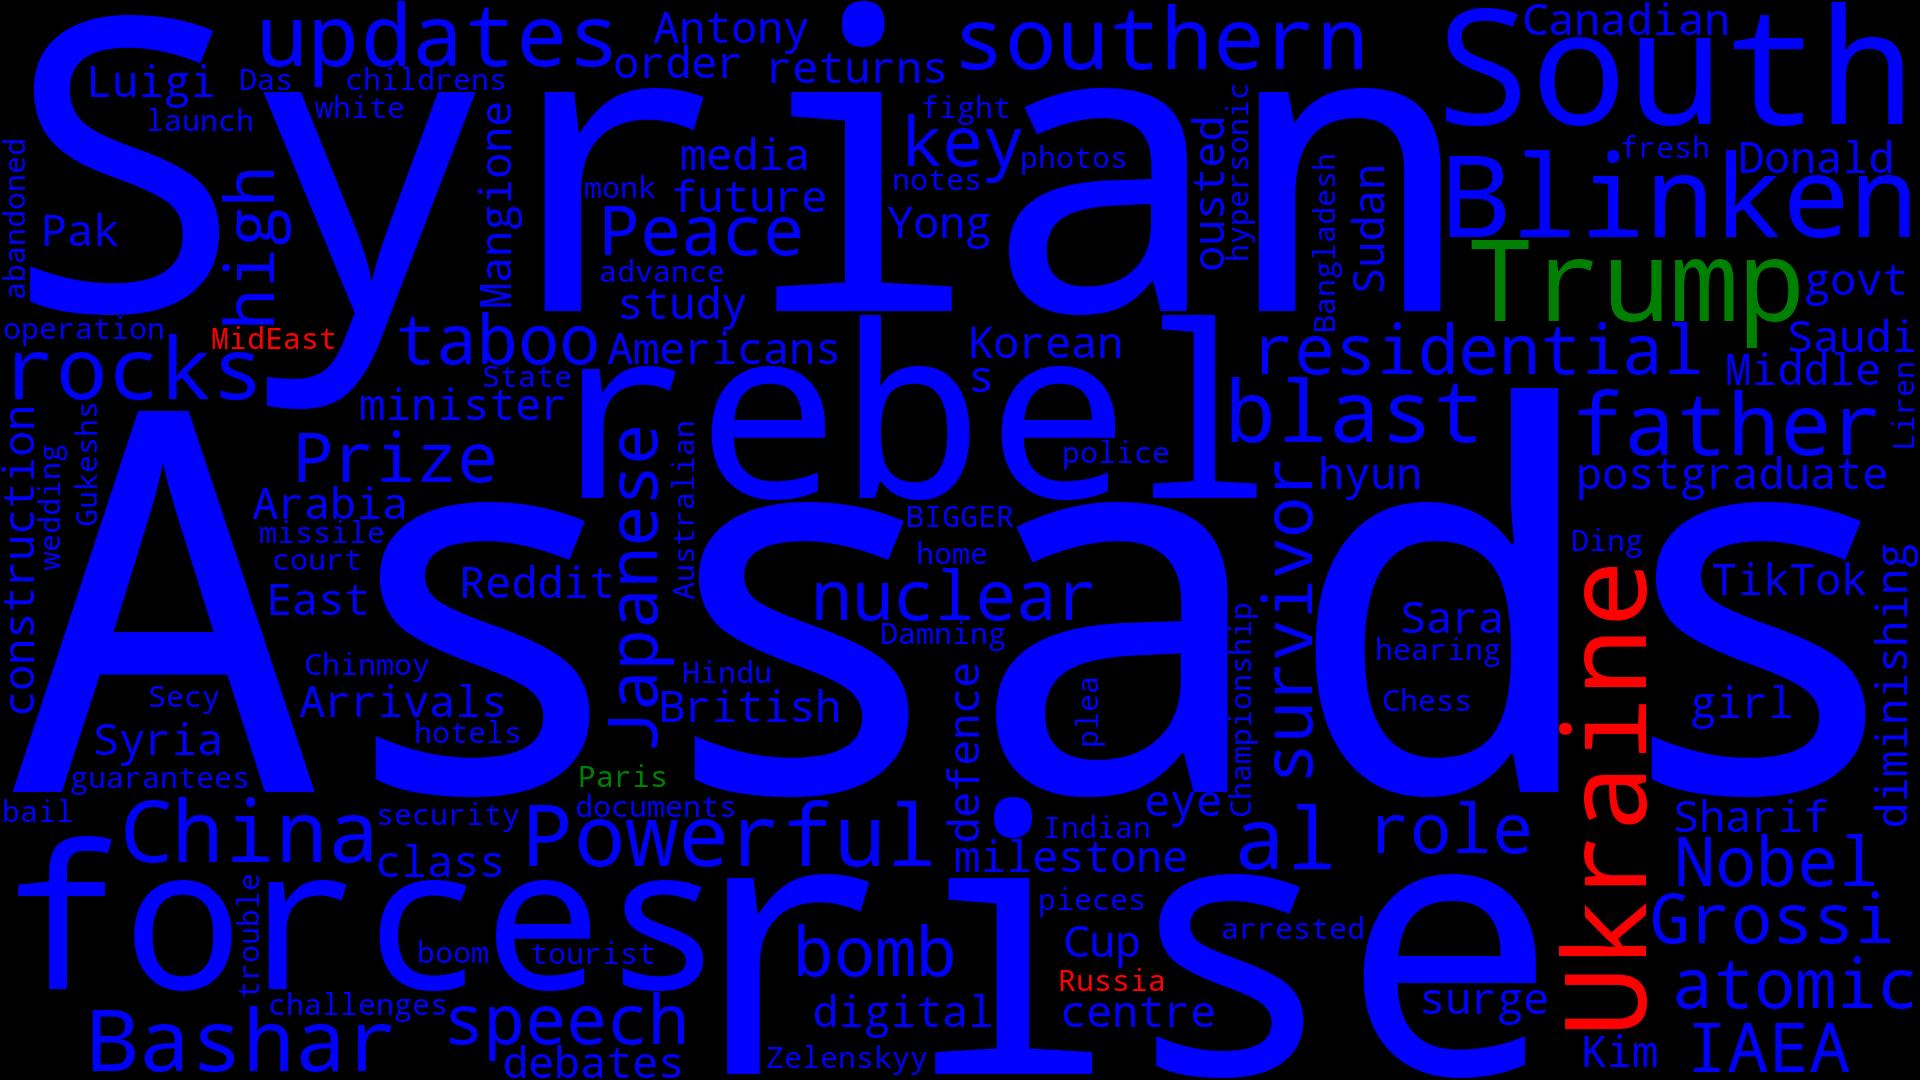 Syrian
updates
Antony
order
returns
southern
South
Canadian
Luigi
Das
childrens
white
launch
Mangione
media
monk
future
Peace
advance
study
key
fight
photos
notes
Yong
ousted
hypersonic
Bangladesh
Sudan
fresh
Donald
Blinken
Trump
govt
abandoned
Pak
high
operation
rocks
MidEast
taboo
Americans
State
minister
Korean
s
residential
Saudi
Middle
Liren
rebel
blast
father
police
hyun
postgraduate
construction
wedding
Gukeshs
Prize
Arabia
missile
court
East
Reddit
Japanese
Australian
BIGGER
home
nuclear
Damning
survivor
Assads
Ding
TikTok
Sara
hearing
Chess
Ukraine
girl
diminishing
Chinmoy
Secy
Arrivals
Syria
hotels
guarantees
Hindu
British
Paris
documents
defence
plea
Championship
bail
China
security
class
Powerful
eye
Indian
milestone
al
role
Sharif
Nobel
forces
trouble
boom
tourist
rise
bomb
pieces
Cup
arrested
Russia
Grossi
atomic
Bashar
challenges
speech
debates
digital
centre
Zelenskyy
surge
Kim
IAEA